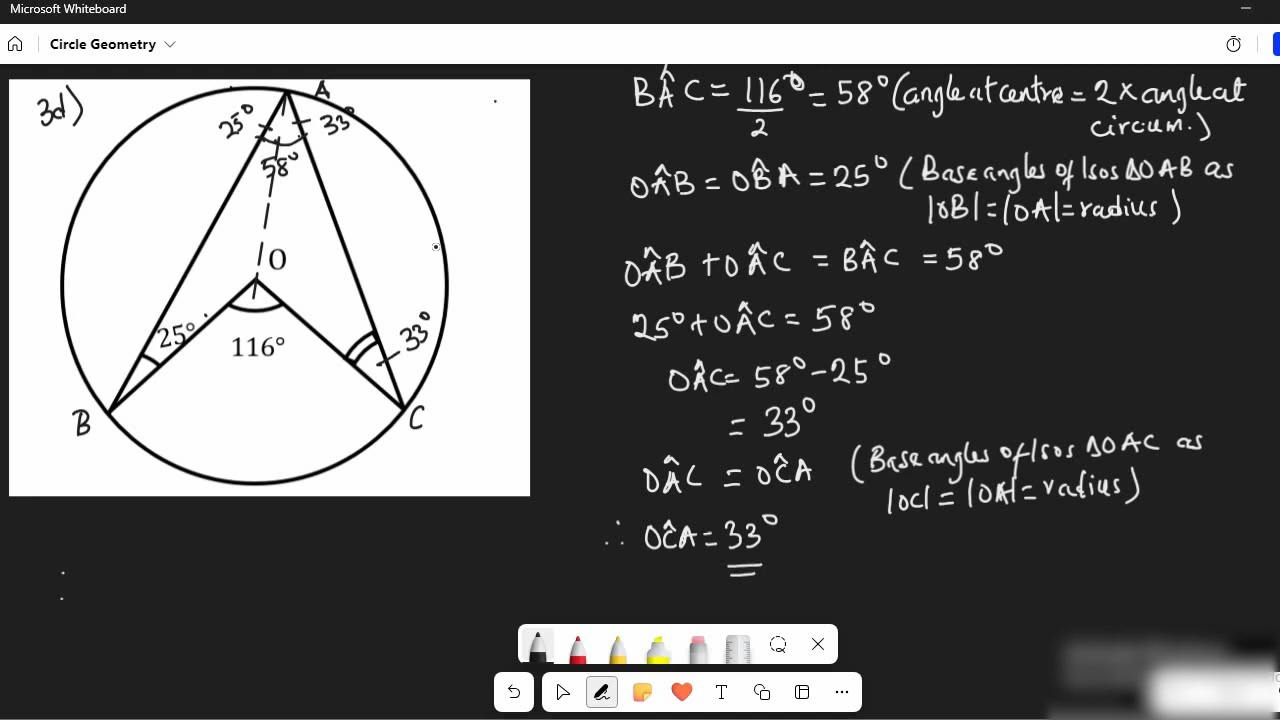 Microsoft Whiteboard
Circle Geometry
3d)
A
25°
33°
58°
O
25°
116°
33°
B
C
BÂC = 116°/2 = 58° (angle at centre = 2 × angle at
circum.)
OÂB = OB̂A = 25° (Base angles of Isos ΔOAB as
|OB| = |OA| = radius)
OÂB + OÂC = BÂC = 58°
25° + OÂC = 58°
OÂC = 58° - 25°
= 33°
OÂC = OĈA (Base angles of Isos ΔOAC as
|OC| = |OA| = radius)
∴ OĈA = 33°